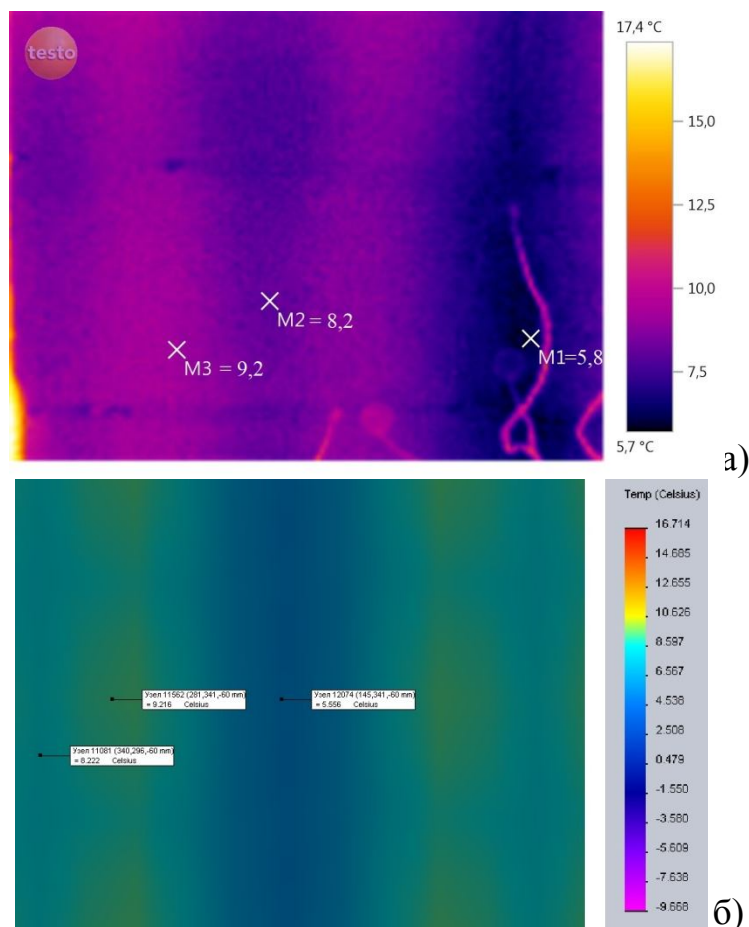 testo
17,4 °C
15,0
12,5
10,0
7,5
5,7 °C
M2 = 8,2
M3 = 9,2
M1=5,8
а)
Temp (Celsius)
16.714
14.685
12.655
10.626
8.597
6.567
4.538
2.508
0.479
-1.550
-3.580
-5.609
-7.638
-9.668
Узел 11562 (281,341,-60 mm)
= 9.216 Celsius
Узел 12074 (145,341,-60 mm)
= 5.556 Celsius
Узел 11081 (340,296,-60 mm)
= 8.222 Celsius
б)